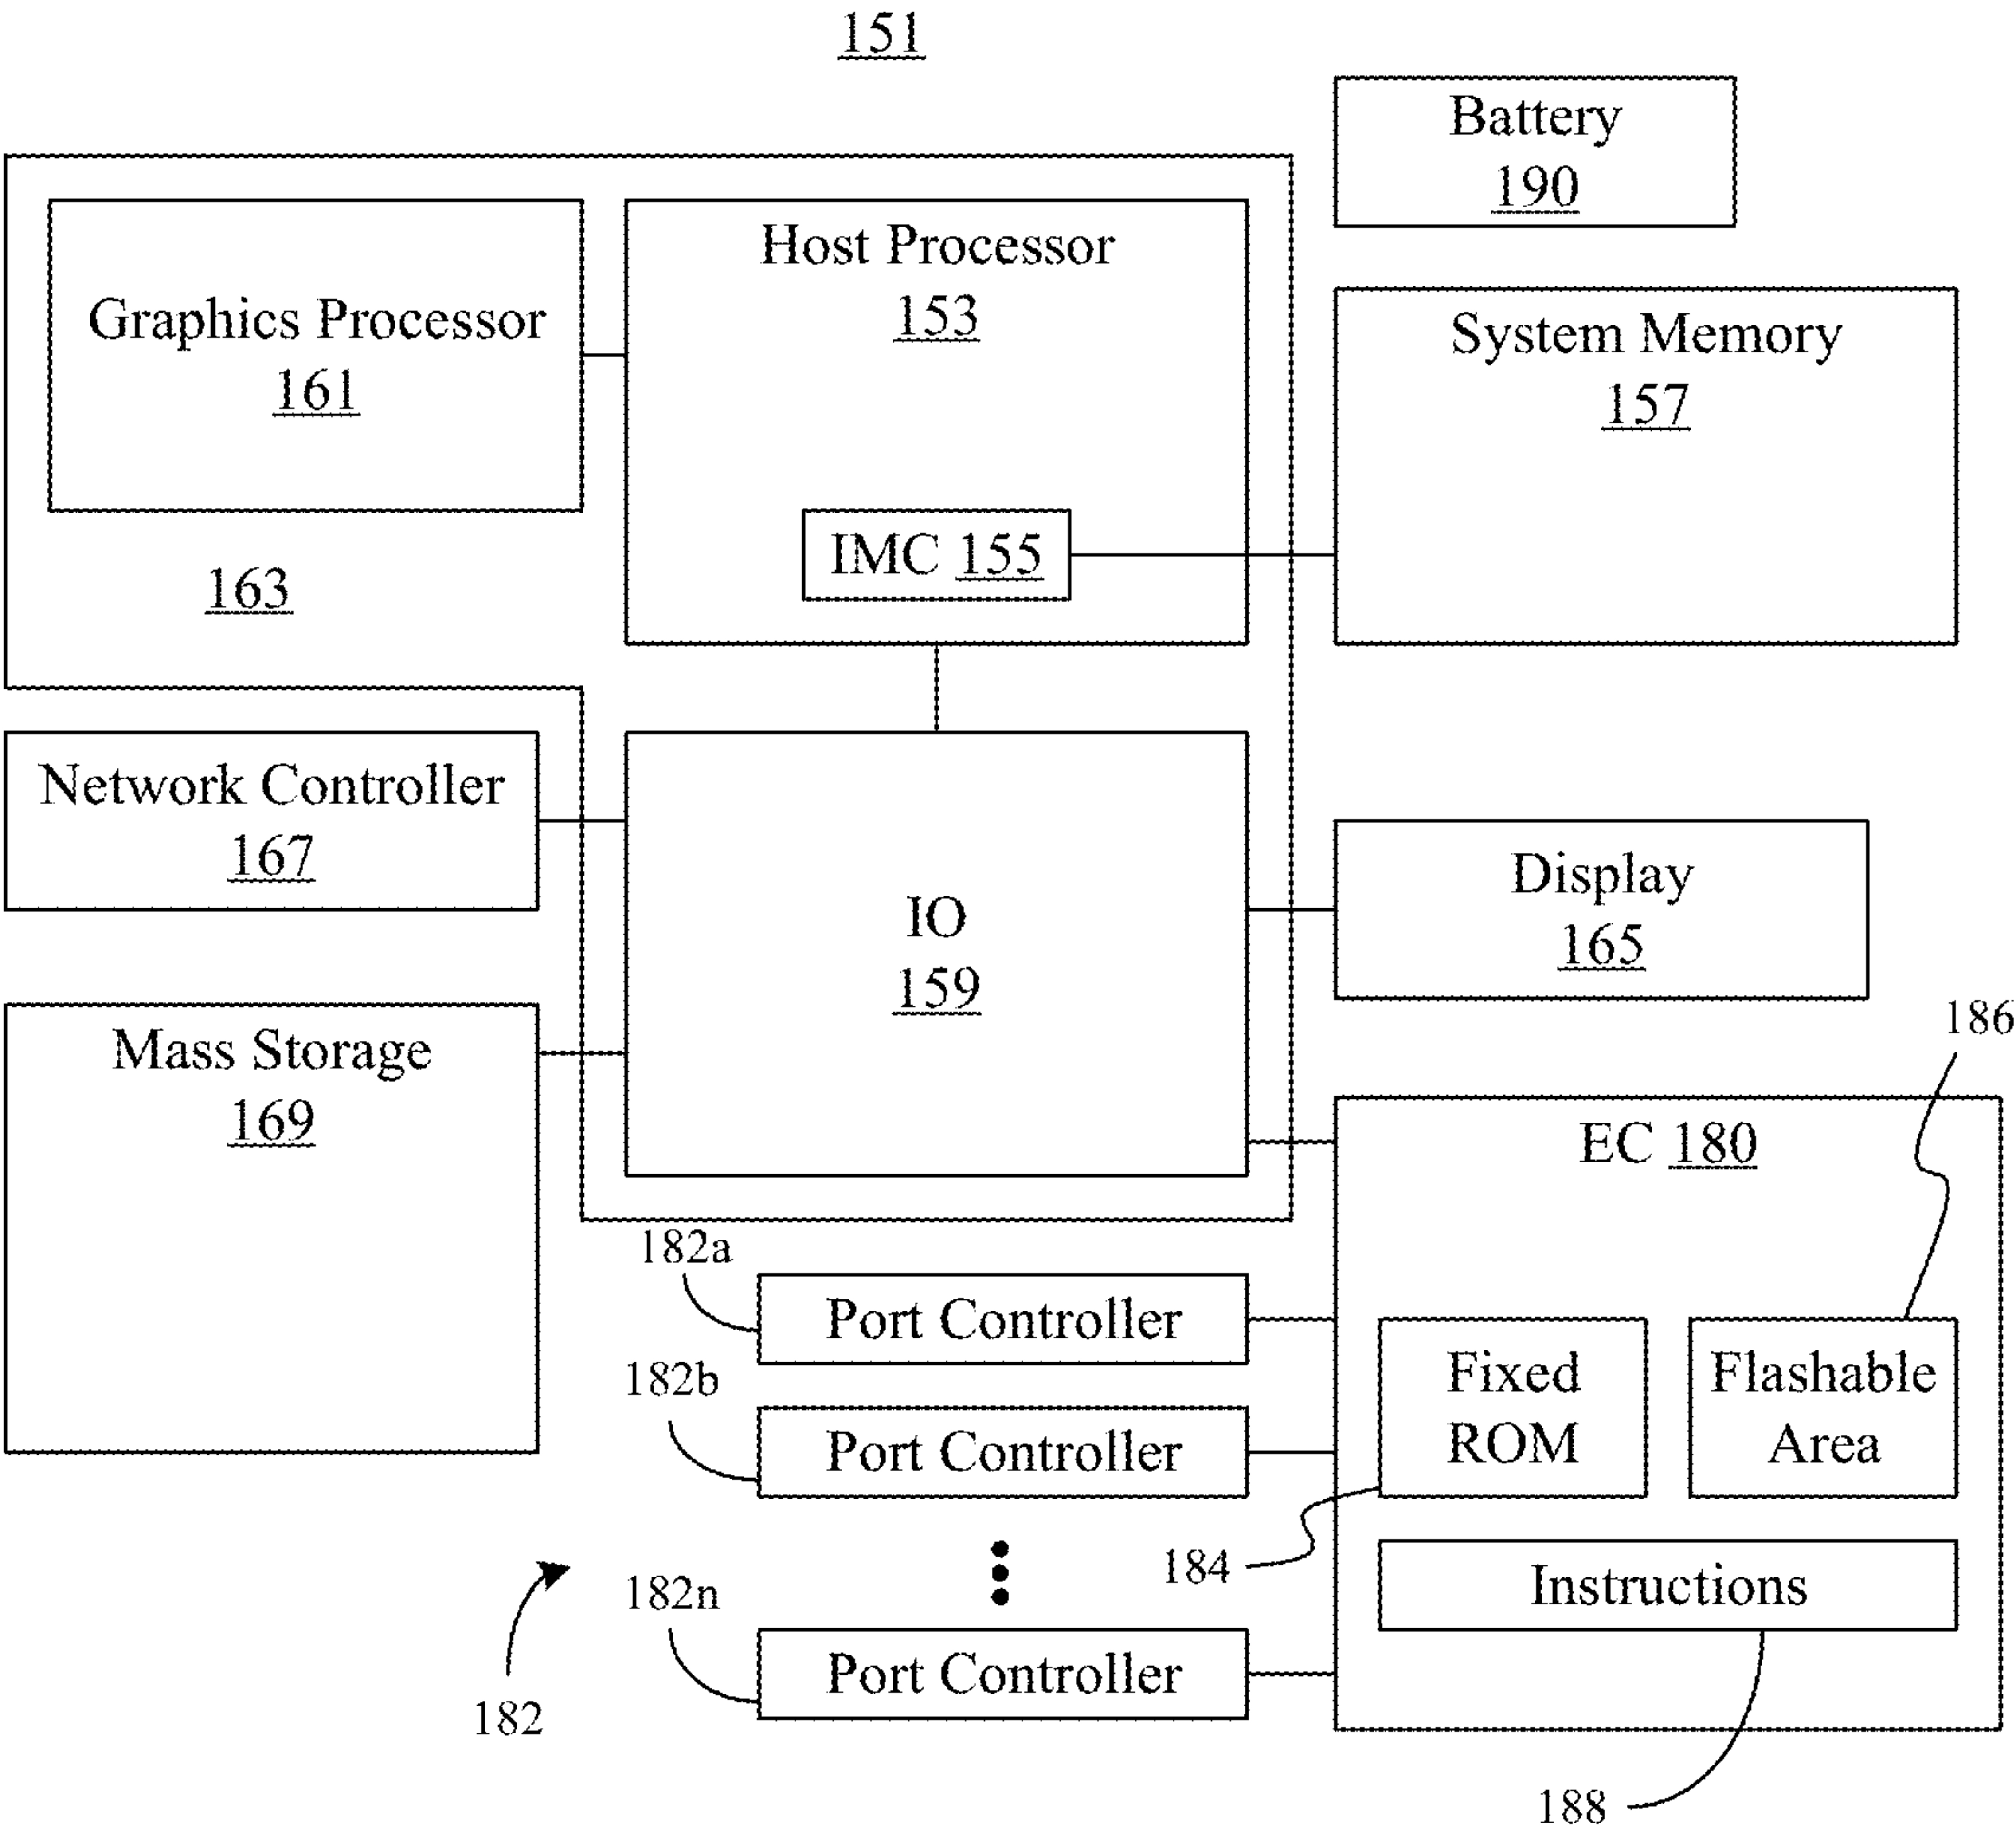 151
Battery
190
Graphics Processor
161
Host Processor
153
System Memory
157
IMC 155
163
Network Controller
167
IO
159
Display
165
Mass Storage
169
186
EC 180
182a
Port Controller
182b
Port Controller
Fixed
ROM
Flashable
Area
184
Instructions
182n
Port Controller
182
188